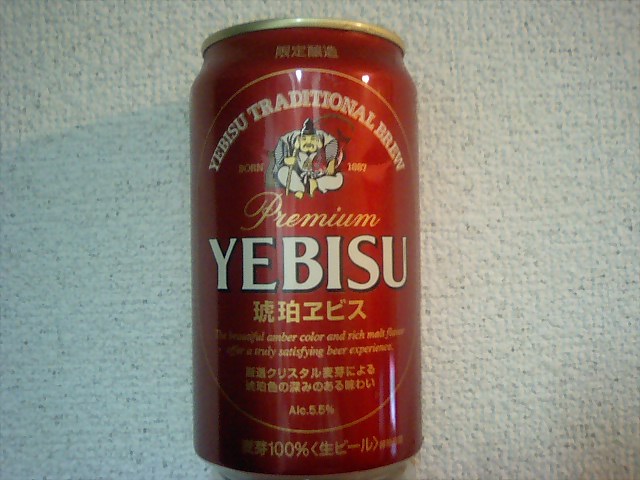 限定醸造
YEBISU TRADITIONAL BREW
BORN 1887
Premium
YEBISU
琥珀ヱビス
The beautiful amber color and rich malt flavor
offer a truly satisfying beer experience.
厳選クリスタル麦芽による
琥珀色の深みのある味わい
Alc.5.5%
麦芽100%〈生ビール〉